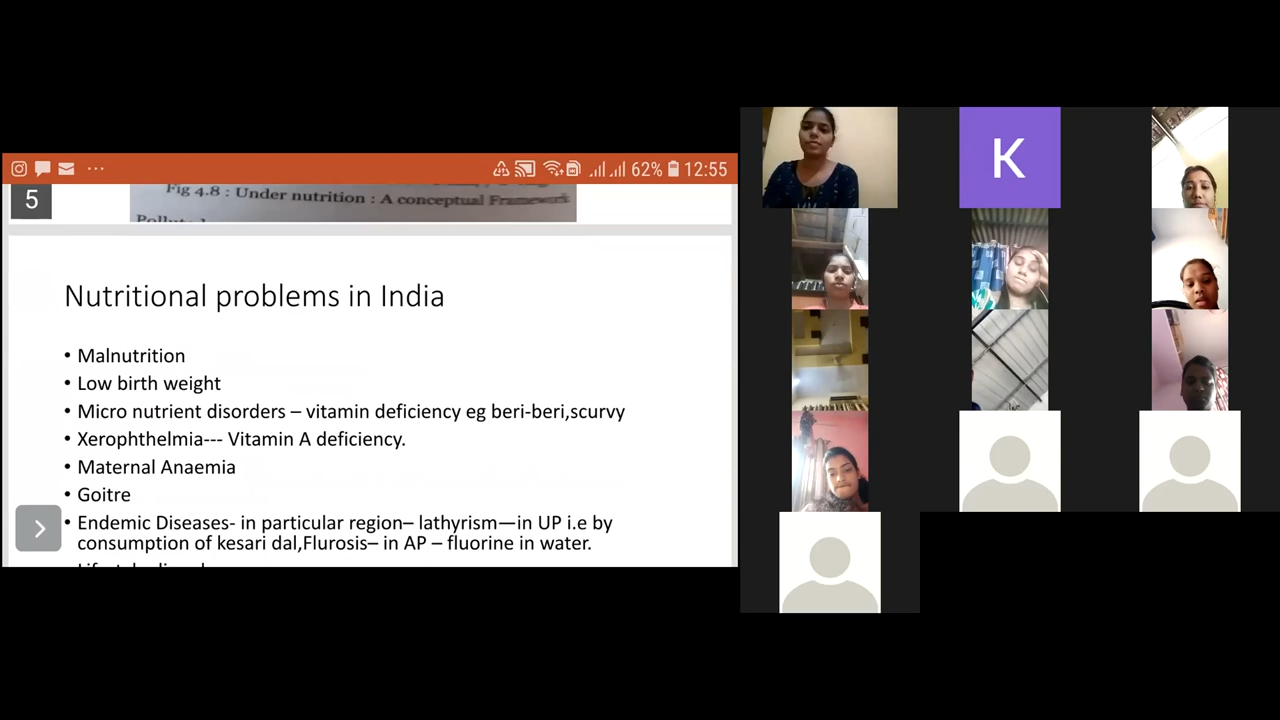 62% 12:55
5
Fig 4.8 : Under nutrition : A conceptual Framework
Nutritional problems in India
• Malnutrition
• Low birth weight
• Micro nutrient disorders – vitamin deficiency eg beri-beri,scurvy
• Xerophthelmia--- Vitamin A deficiency.
• Maternal Anaemia
• Goitre
• Endemic Diseases- in particular region– lathyrism—in UP i.e by
consumption of kesari dal,Flurosis– in AP – fluorine in water.
K